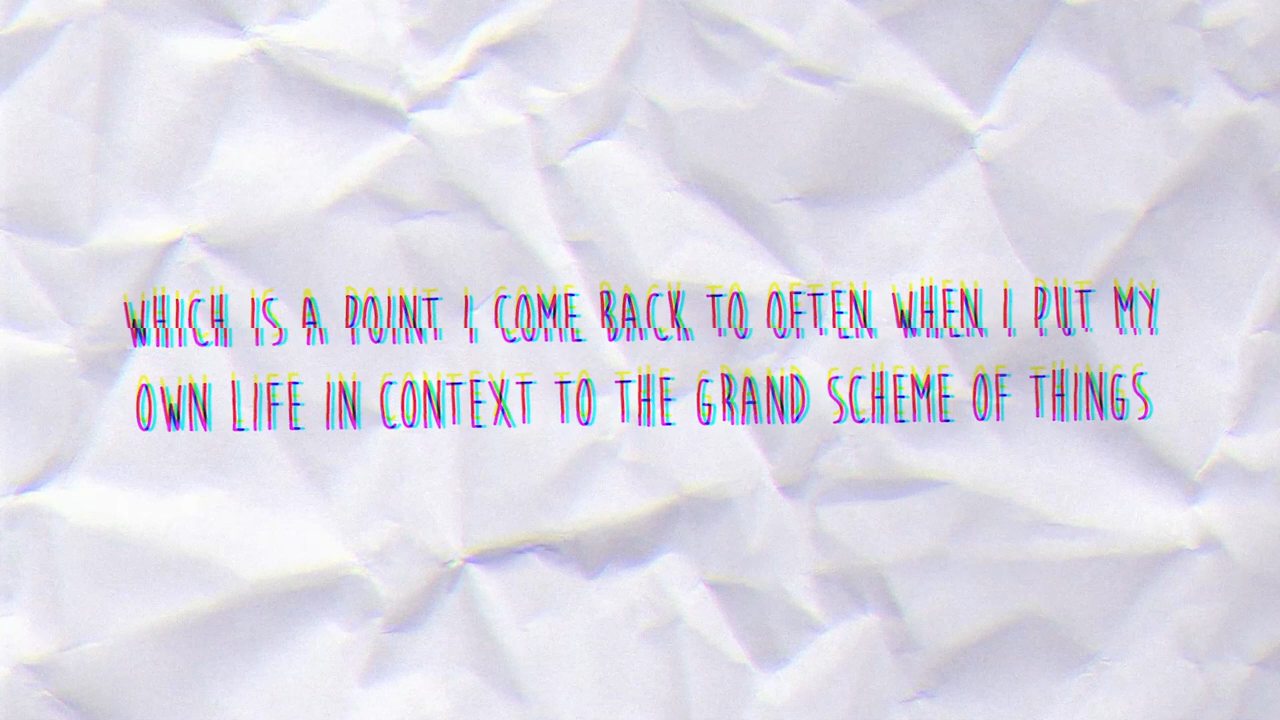 WHICH IS A POINT I COME BACK TO OFTEN WHEN I PUT MY
OWN LIFE IN CONTEXT TO THE GRAND SCHEME OF THINGS